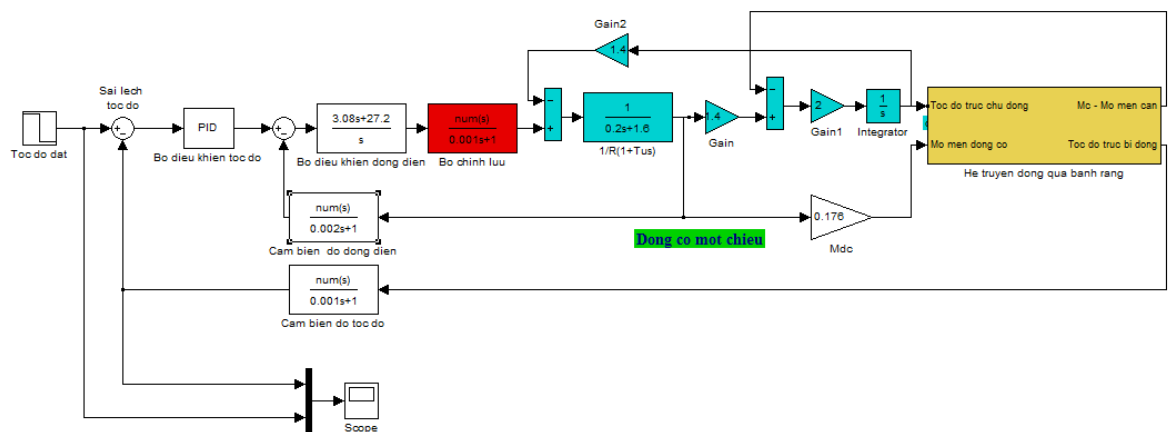 Gain2
1.4
Sai lech
toc do
Toc do dat
PID
Bo dieu khien toc do
3.08s+27.2
s
Bo dieu khien dong dien
num(s)
0.001s+1
Bo chinh luu
1
0.2s+1.6
1/R(1+Tus)
1.4
Gain
2
Gain1
1
s
Integrator
Toc do truc chu dong
Mc - Mo men can
Mo men dong co
Toc do truc bi dong
He truyen dong qua banh rang
num(s)
0.002s+1
Cam bien do dong dien
Dong co mot chieu
0.176
Mdc
num(s)
0.001s+1
Cam bien do toc do
Scope